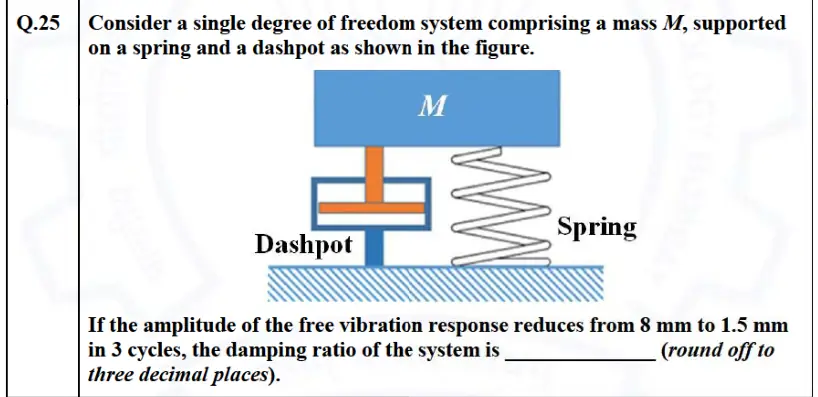 Q.25
Consider a single degree of freedom system comprising a mass M, supported
on a spring and a dashpot as shown in the figure.
M
Dashpot
Spring
If the amplitude of the free vibration response reduces from 8 mm to 1.5 mm
in 3 cycles, the damping ratio of the system is _______________ (round off to
three decimal places).